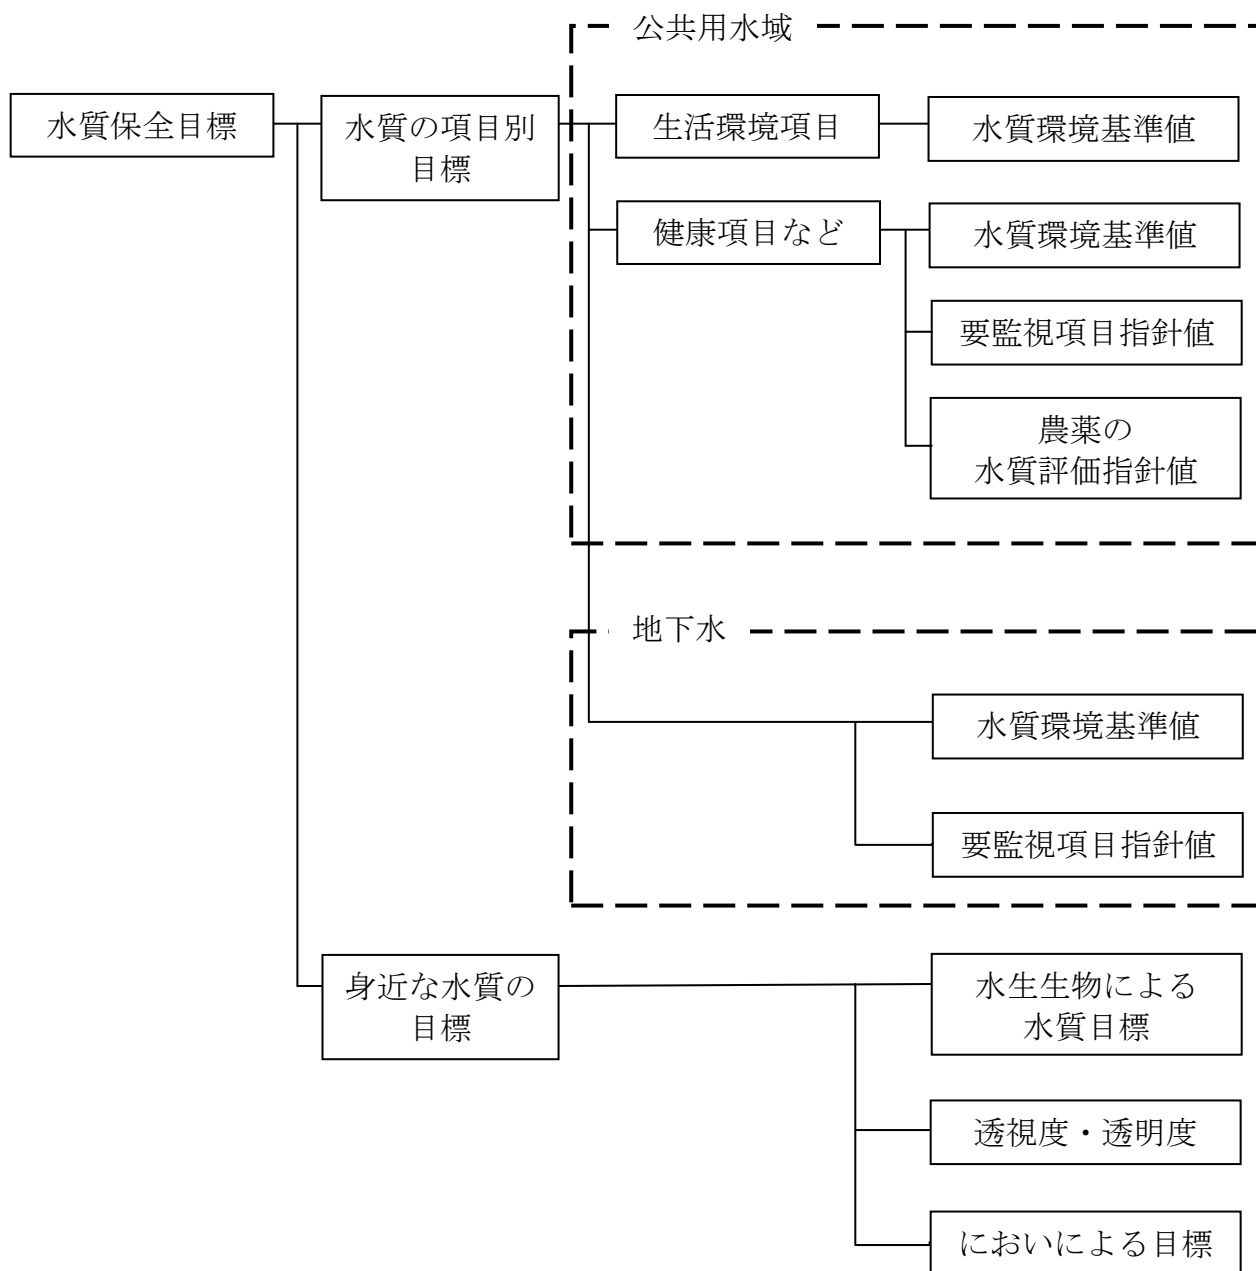 公共用水域
水質保全目標
水質の項目別
目標
生活環境項目
水質環境基準値
健康項目など
水質環境基準値
要監視項目指針値
農薬の
水質評価指針値
地下水
水質環境基準値
要監視項目指針値
身近な水質の
目標
水生生物による
水質目標
透視度・透明度
においによる目標